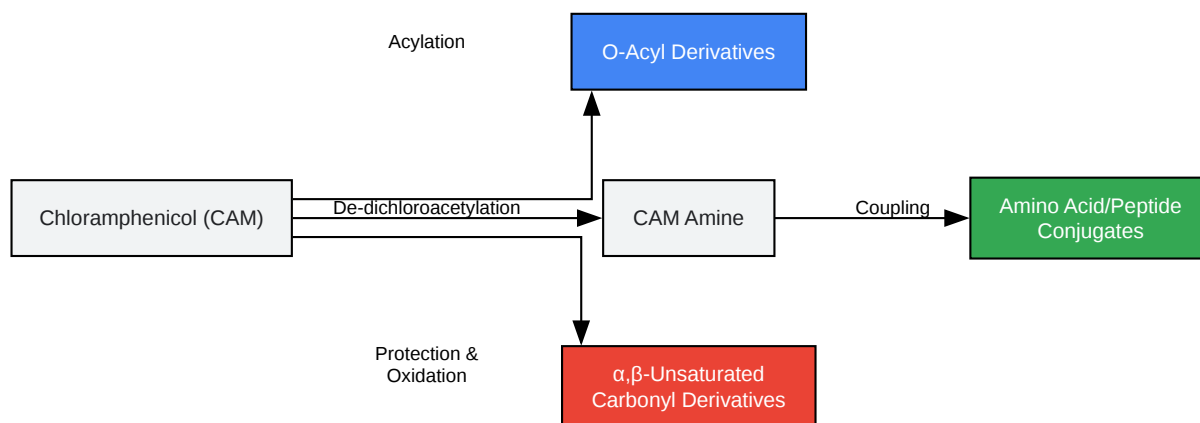 Acylation
O-Acyl Derivatives
Chloramphenicol (CAM)
De-dichloroacetylation
CAM Amine
Coupling
Amino Acid/Peptide
Conjugates
Protection &
Oxidation
α,β-Unsaturated
Carbonyl Derivatives